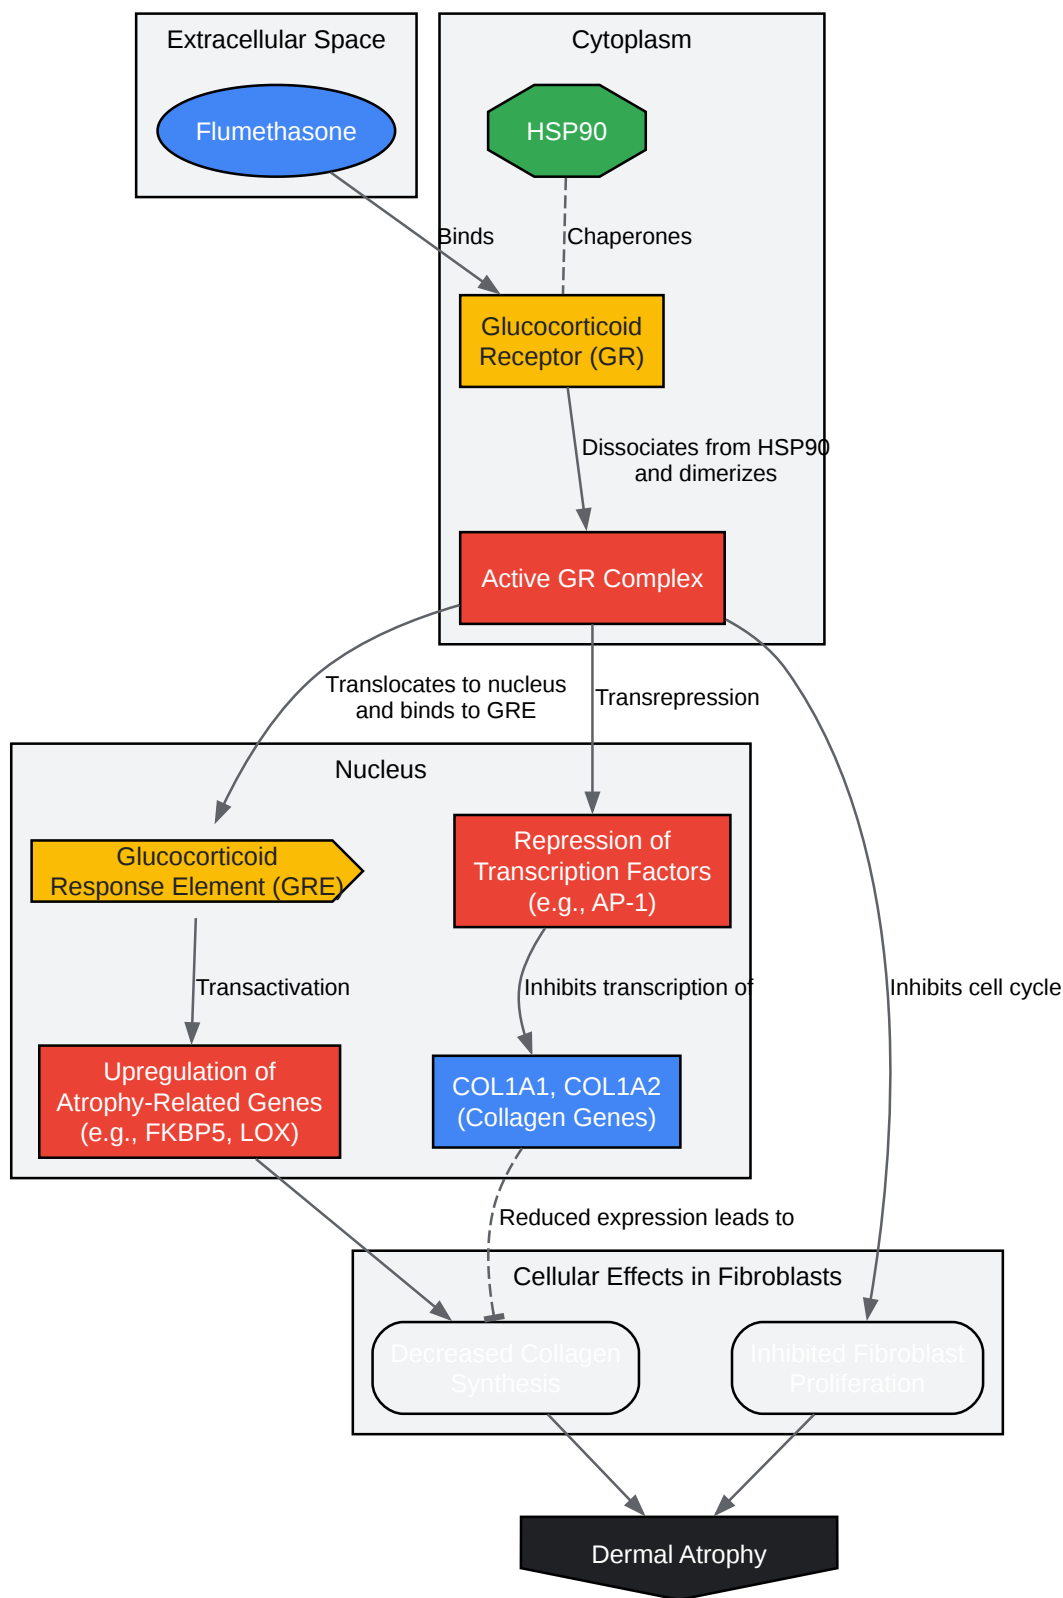 Extracellular Space
Cytoplasm
Flumethasone
HSP90
Binds
Chaperones
Glucocorticoid
Receptor (GR)
Dissociates from HSP90
and dimerizes
Active GR Complex
Translocates to nucleus
and binds to GRE
Transrepression
Nucleus
Glucocorticoid
Response Element (GRE)
Repression of
Transcription Factors
(e.g., AP-1)
Transactivation
Inhibits transcription of
Inhibits cell cycle
Upregulation of
Atrophy-Related Genes
(e.g., FKBP5, LOX)
COL1A1, COL1A2
(Collagen Genes)
Reduced expression leads to
Cellular Effects in Fibroblasts
Decreased Collagen
Synthesis
Inhibited Fibroblast
Proliferation
Dermal Atrophy